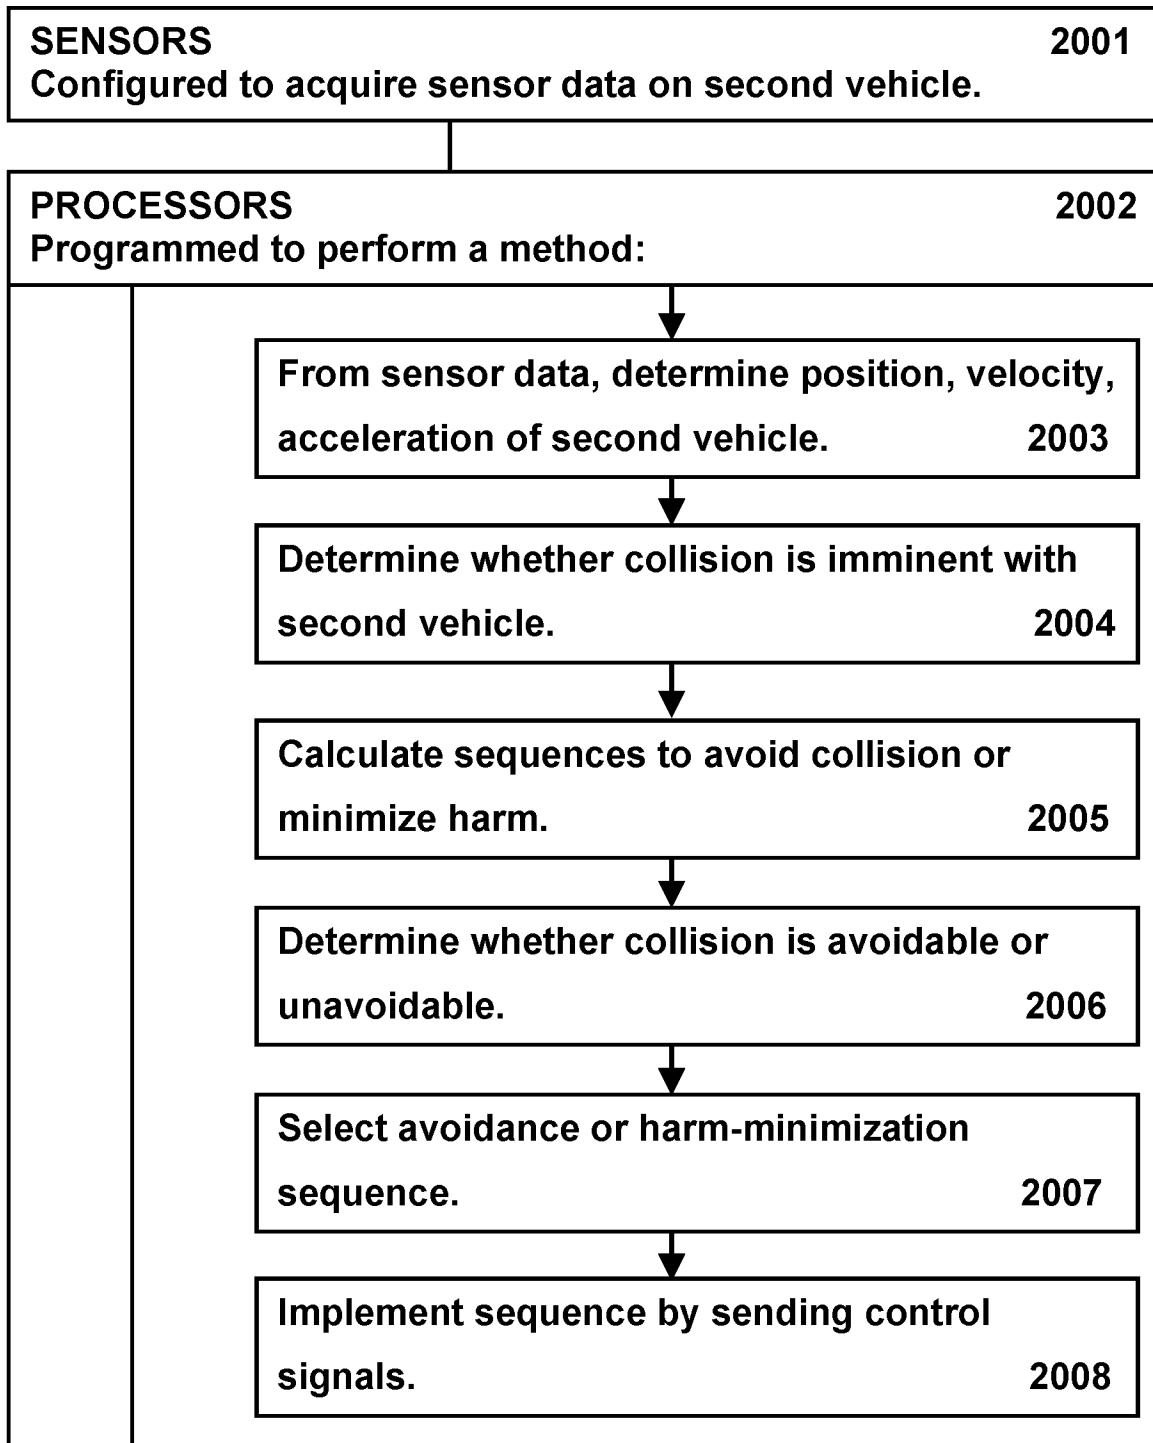 SENSORS 2001
Configured to acquire sensor data on second vehicle.
PROCESSORS 2002
Programmed to perform a method:
From sensor data, determine position, velocity,
acceleration of second vehicle. 2003
Determine whether collision is imminent with
second vehicle. 2004
Calculate sequences to avoid collision or
minimize harm. 2005
Determine whether collision is avoidable or
unavoidable. 2006
Select avoidance or harm-minimization
sequence. 2007
Implement sequence by sending control
signals. 2008